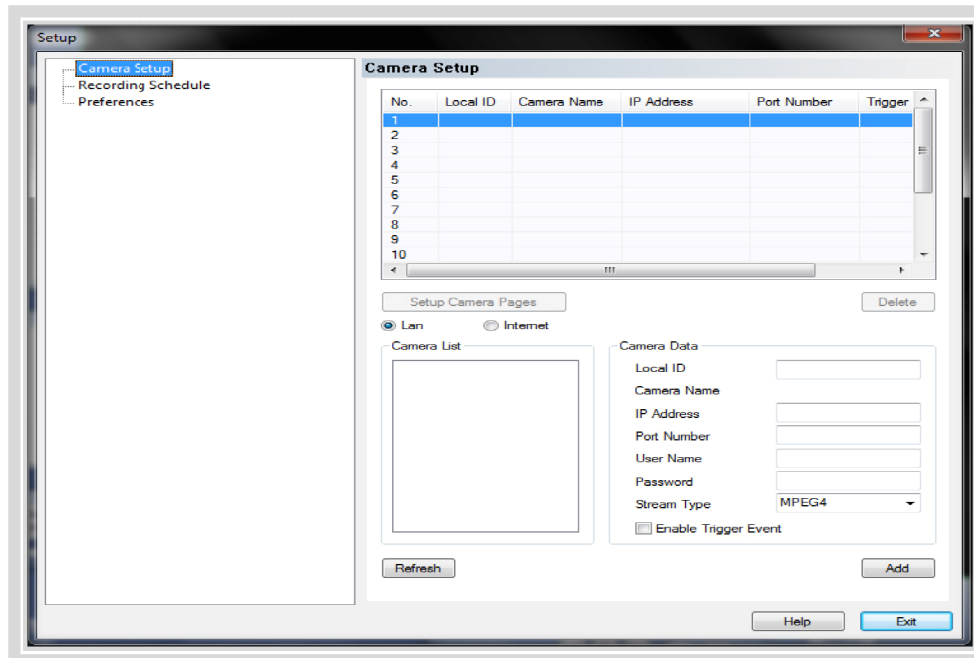 Setup
Camera Setup
Recording Schedule
Preferences
Camera Setup
No. Local ID Camera Name IP Address Port Number Trigger
1
2
3
4
5
6
7
8
9
10
Setup Camera Pages Delete
Lan Internet
Camera List
Camera Data
Local ID
Camera Name
IP Address
Port Number
User Name
Password
Stream Type MPEG4
Enable Trigger Event
Refresh Add
Help Exit